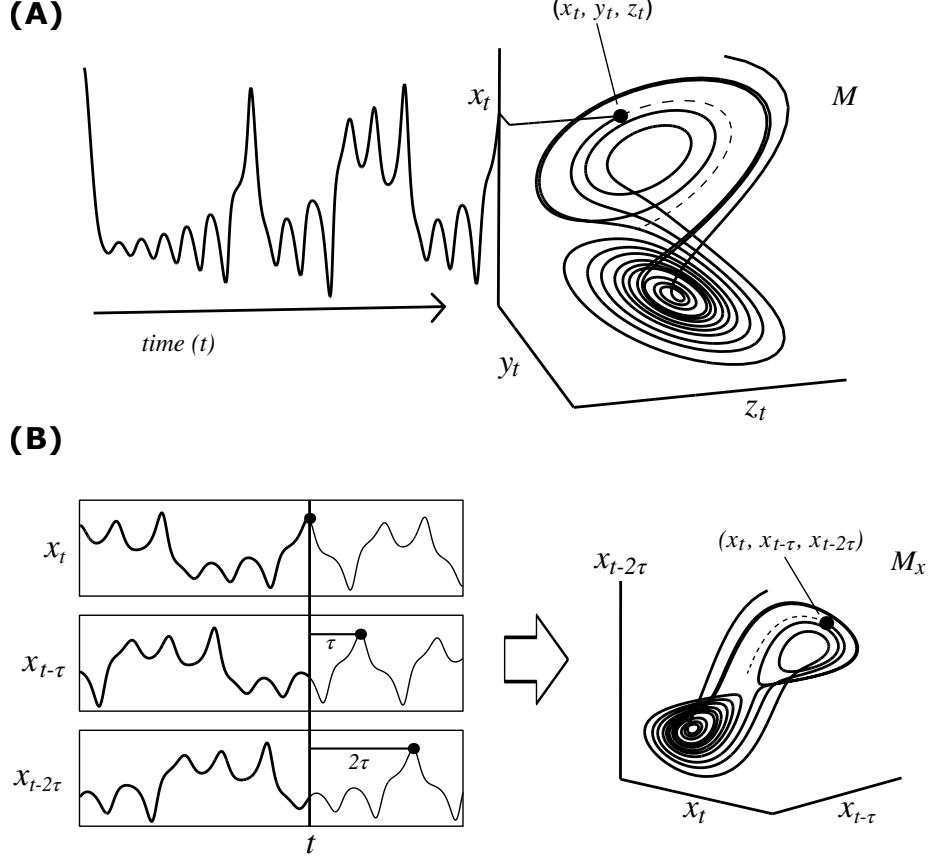 (A)
(x_t, y_t, z_t)
x_t
M
time (t)
y_t
z_t
(B)
x_t
x_{t-τ}
τ
x_{t-2τ}
2τ
t
x_{t-2τ}
(x_t, x_{t-τ}, x_{t-2τ})
M_x
x_t
x_{t-τ}